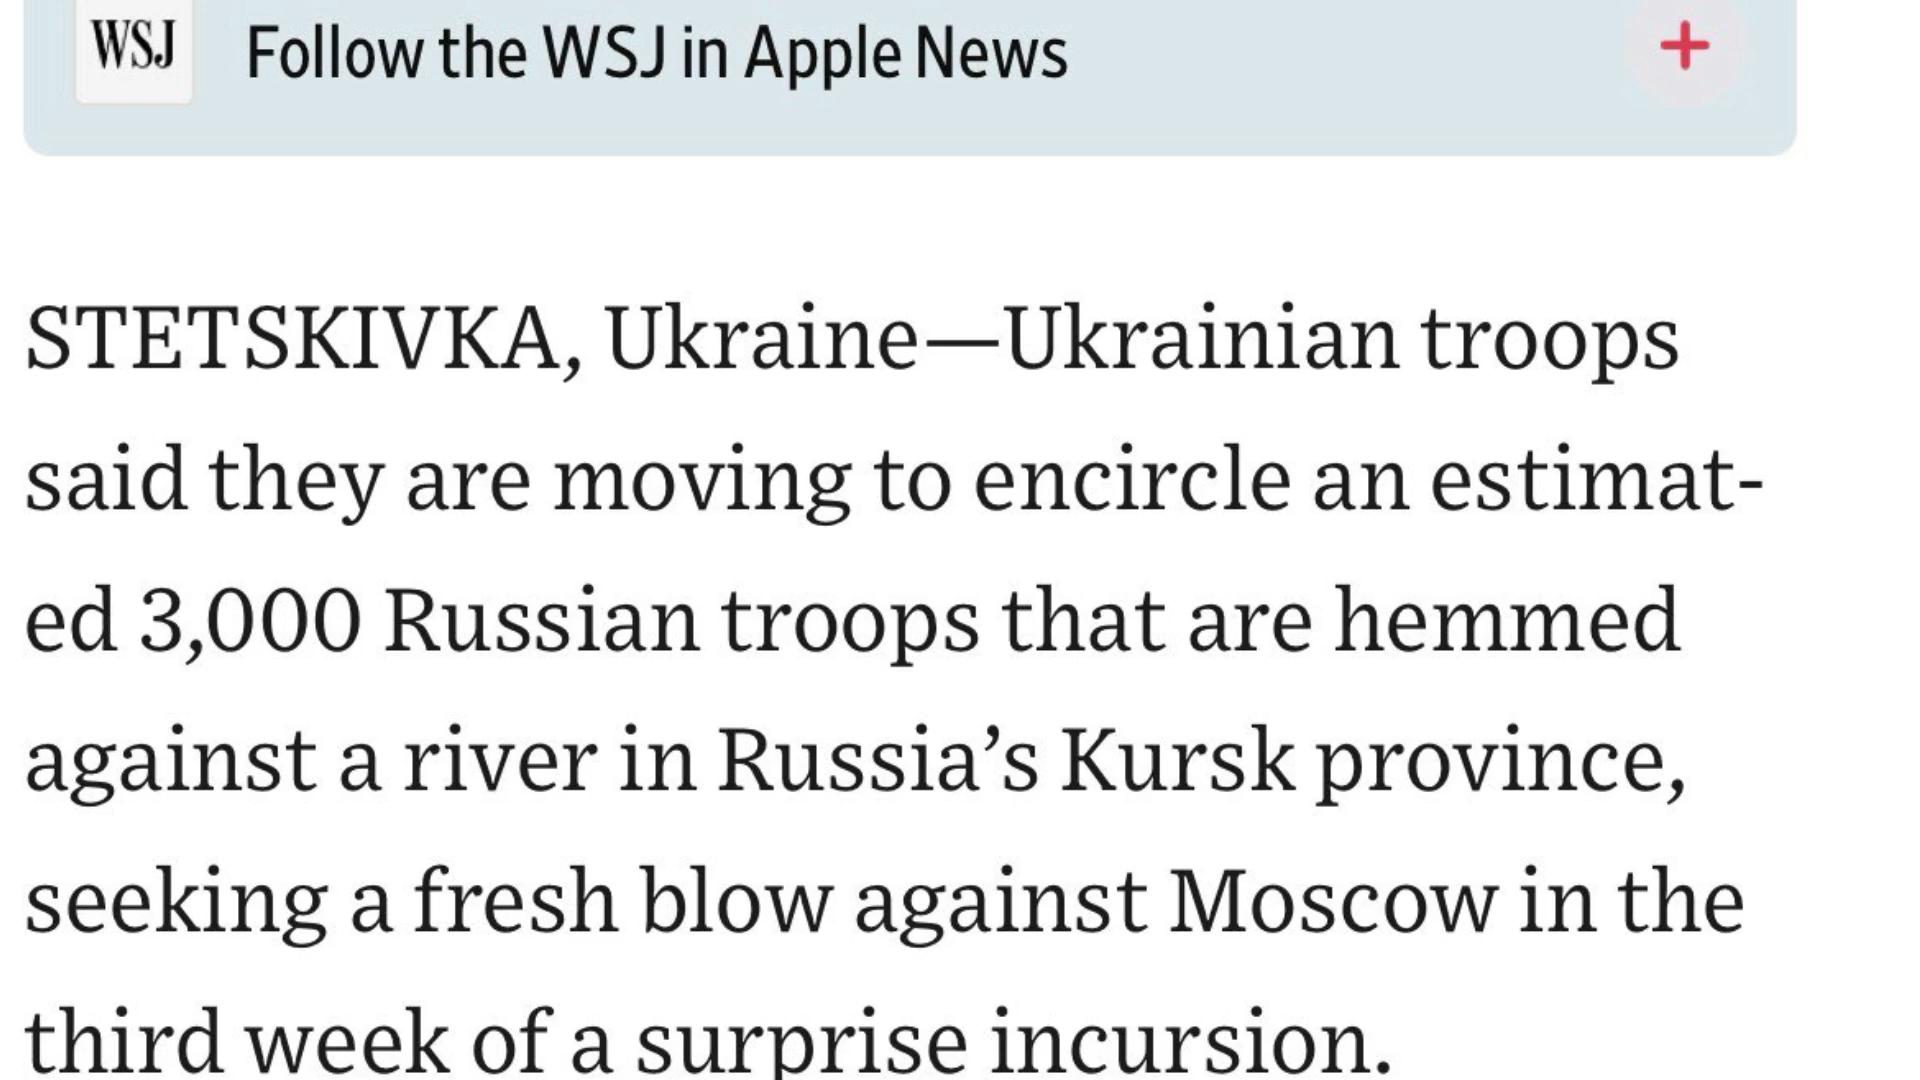 WSJ Follow the WSJ in Apple News +
STETSKIVKA, Ukraine—Ukrainian troops
said they are moving to encircle an estimat-
ed 3,000 Russian troops that are hemmed
against a river in Russia’s Kursk province,
seeking a fresh blow against Moscow in the
third week of a surprise incursion.